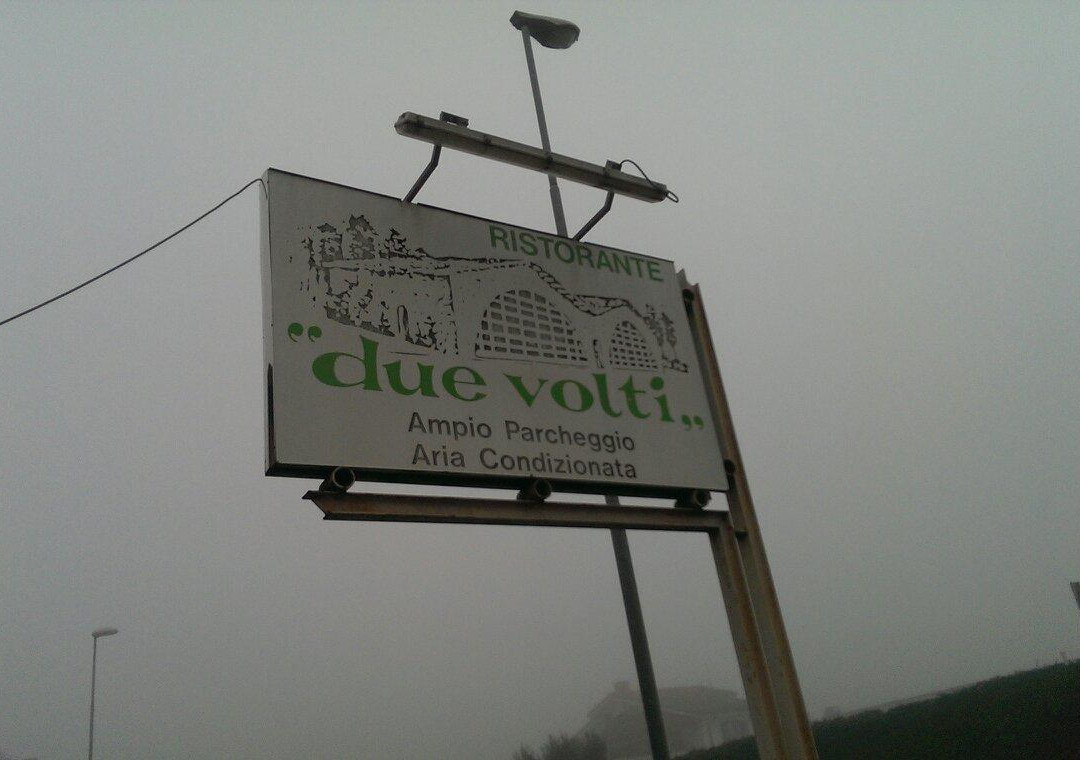 RISTORANTE
"due volti„
Ampio Parcheggio
Aria Condizionata